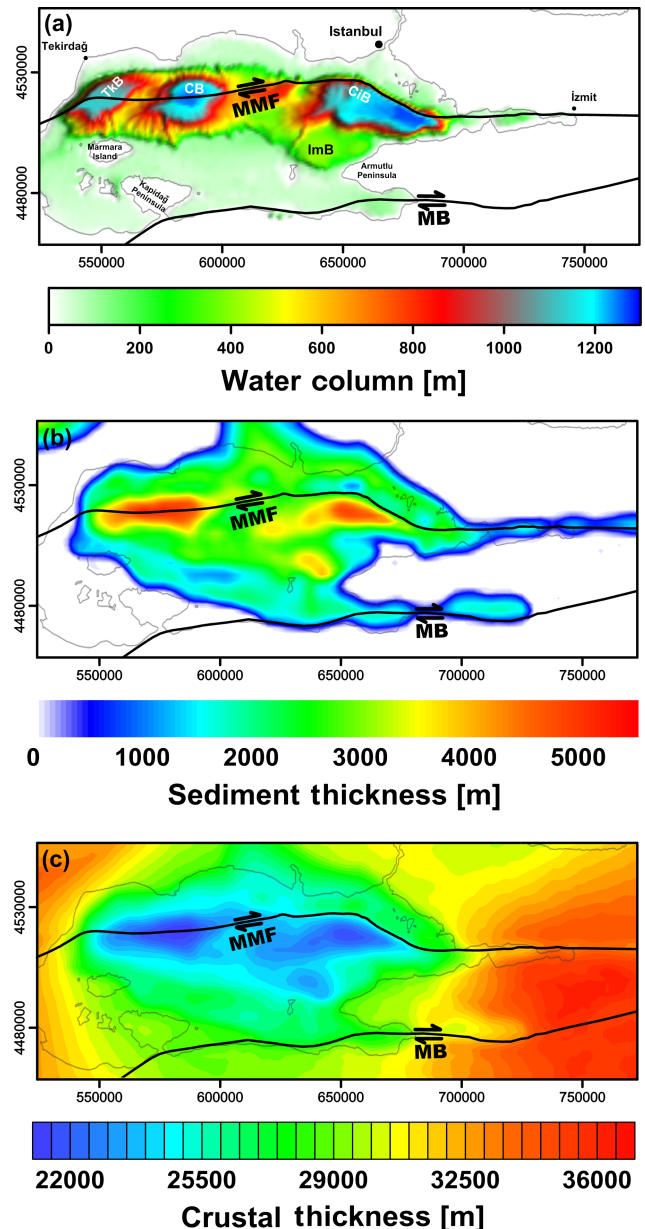 (a)
Istanbul
Tekirdağ
4530000
TkB
CB
MMF
CiB
İzmit
Marmara
Island
ImB
Kapidağ
Peninsula
Armutlu
Peninsula
4480000
MB
550000 600000 650000 700000 750000
0 200 400 600 800 1000 1200
Water column [m]
(b)
4530000
MMF
4480000
MB
550000 600000 650000 700000 750000
0 1000 2000 3000 4000 5000
Sediment thickness [m]
(c)
4530000
MMF
4480000
MB
550000 600000 650000 700000 750000
22000 25500 29000 32500 36000
Crustal thickness [m]